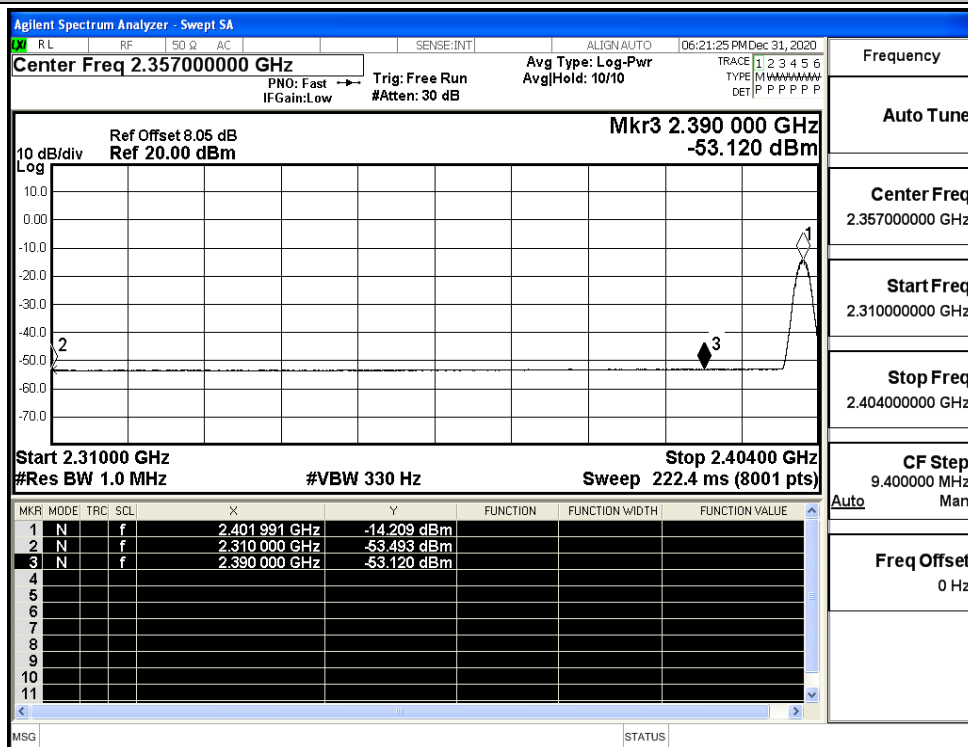 Agilent Spectrum Analyzer - Swept SA
LXI RL RF 50 Ω AC SENSE:INT ALIGN AUTO 06:21:25 PM Dec 31, 2020
Center Freq 2.357000000 GHz
PNO: Fast
IFGain:Low
Trig: Free Run
#Atten: 30 dB
Avg Type: Log-Pwr
Avg|Hold: 10/10
TRACE 1 2 3 4 5 6
TYPE M WWWWW
DET P P P P P P
Ref Offset 8.05 dB
10 dB/div Ref 20.00 dBm
Log
Mkr3 2.390 000 GHz
-53.120 dBm
10.0
0.00
-10.0
-20.0
-30.0
-40.0
-50.0
-60.0
-70.0
1
2
3
Start 2.31000 GHz Stop 2.40400 GHz
#Res BW 1.0 MHz #VBW 330 Hz Sweep 222.4 ms (8001 pts)
MKR MODE TRC SCL X Y FUNCTION FUNCTION WIDTH FUNCTION VALUE
1 N f 2.401 991 GHz -14.209 dBm
2 N f 2.310 000 GHz -53.493 dBm
3 N f 2.390 000 GHz -53.120 dBm
4
5
6
7
8
9
10
11
MSG STATUS
Frequency
Auto Tune
Center Freq
2.357000000 GHz
Start Freq
2.310000000 GHz
Stop Freq
2.404000000 GHz
CF Step
9.400000 MHz
Auto Man
Freq Offset
0 Hz